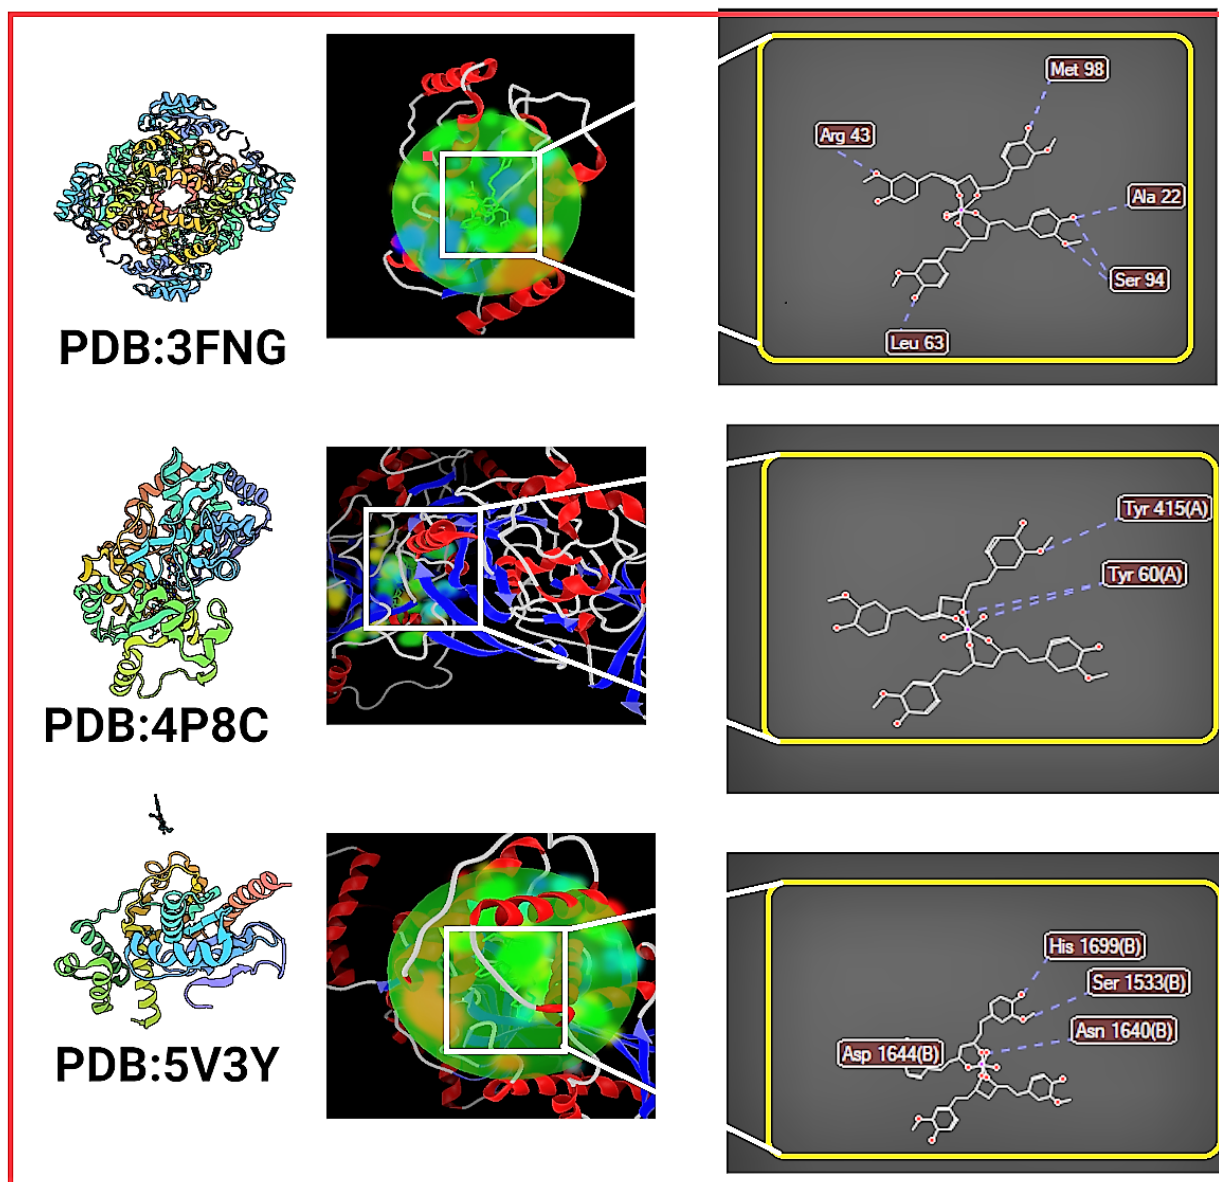 Met 98
Arg 43
Ala 22
Ser 94
Leu 63
PDB:3FNG
Tyr 415(A)
Tyr 60(A)
PDB:4P8C
His 1699(B)
Ser 1533(B)
Asn 1640(B)
Asp 1644(B)
PDB:5V3Y